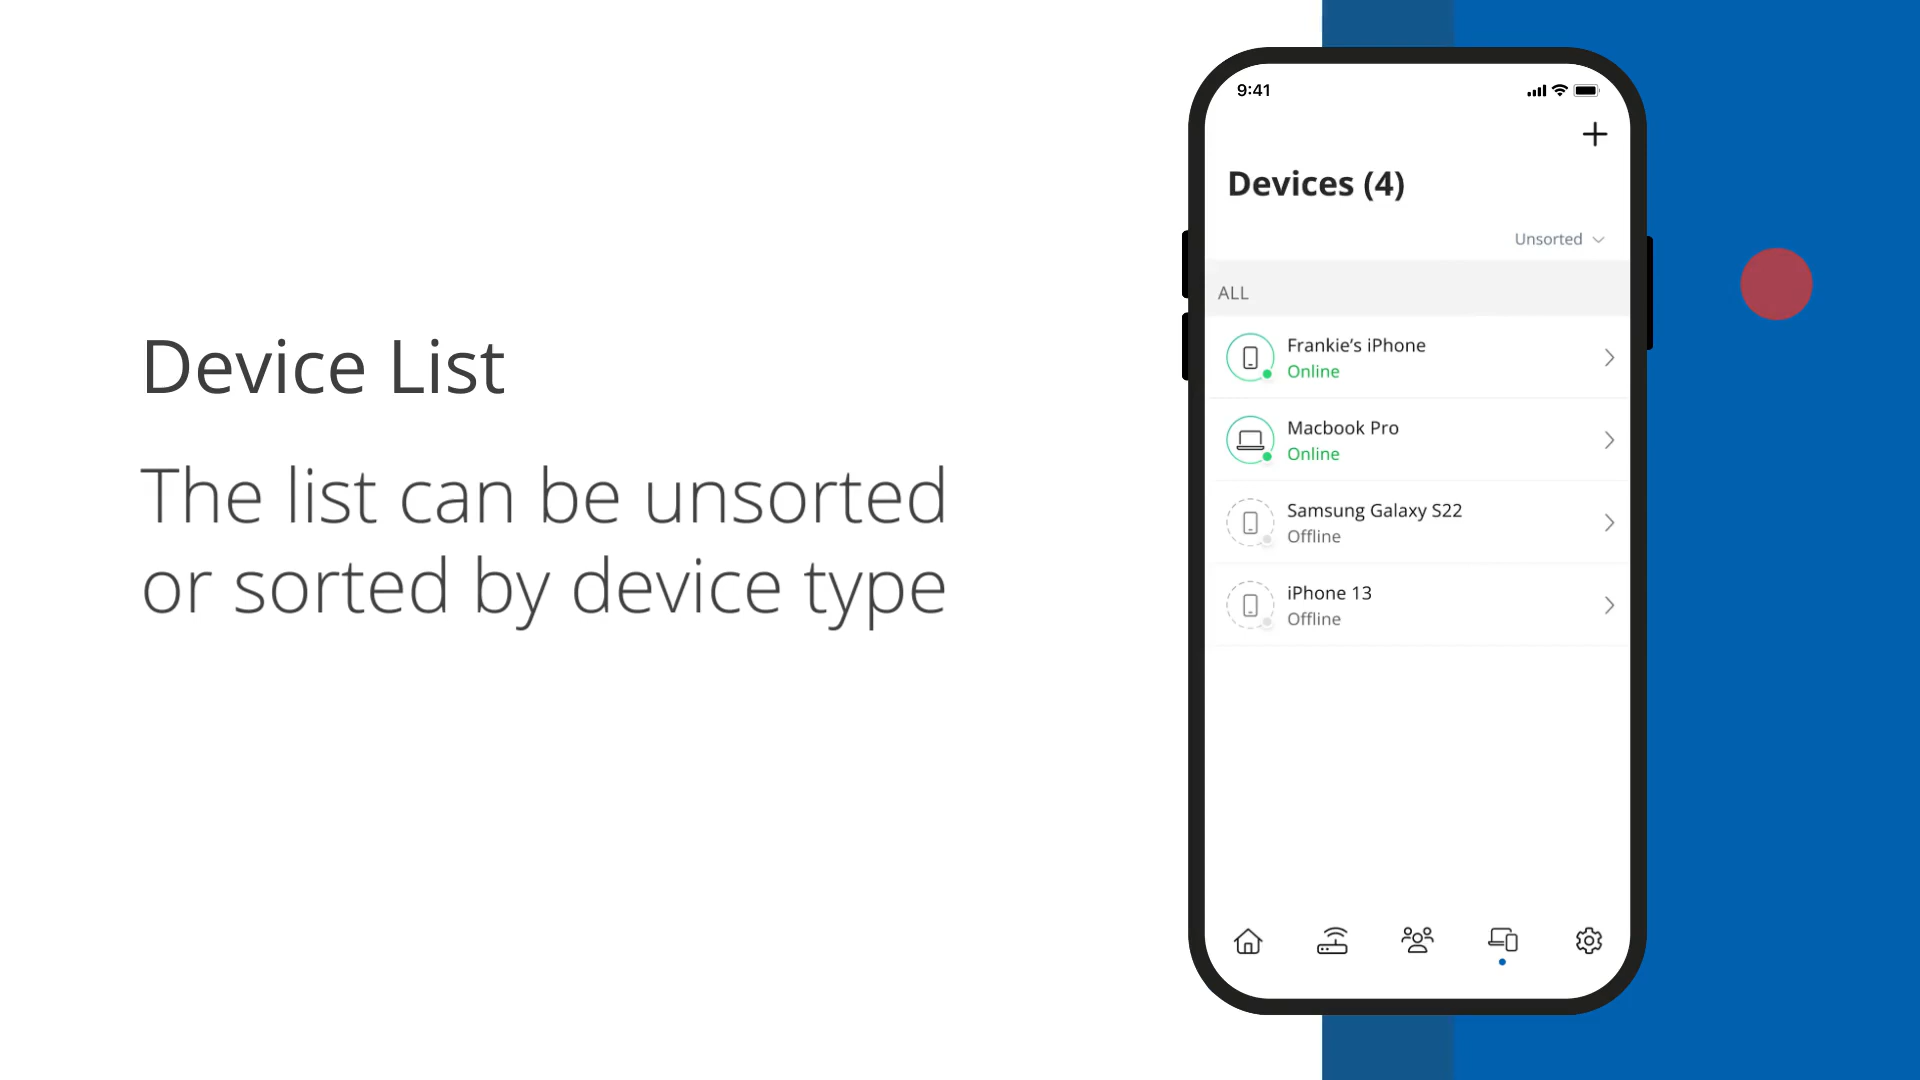 Device List
The list can be unsorted
or sorted by device type
9:41
Devices (4)
Unsorted
ALL
Frankie’s iPhone
Online
Macbook Pro
Online
Samsung Galaxy S22
Offline
iPhone 13
Offline